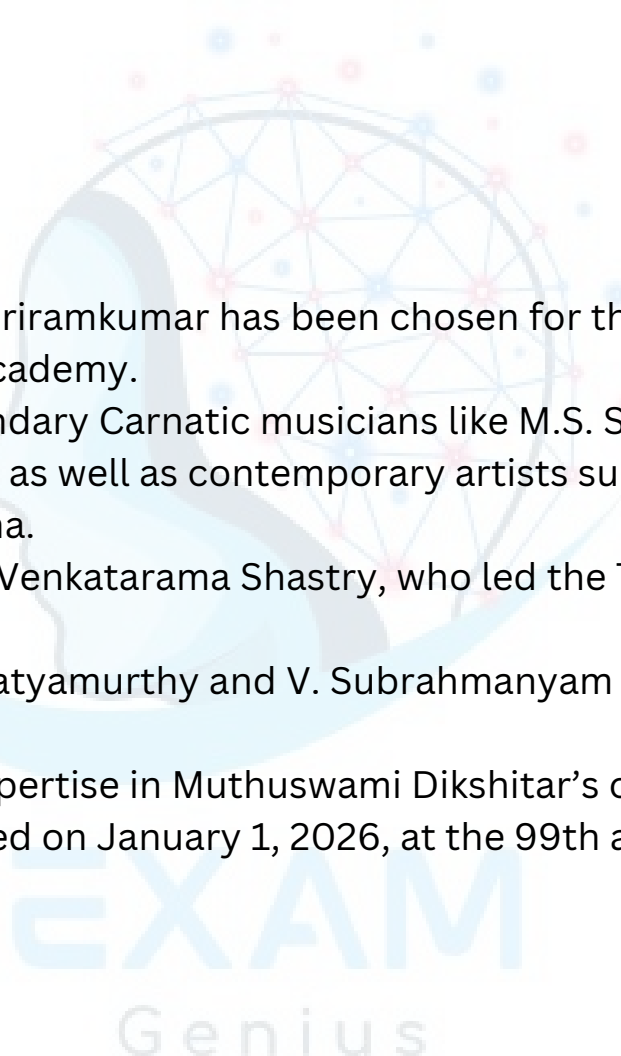 riramkumar has been chosen for th
cademy.
ndary Carnatic musicians like M.S. S
as well as contemporary artists su
na.
Venkatarama Shastry, who led the T
atyamurthy and V. Subrahmanyam
pertise in Muthuswami Dikshitar’s c
ed on January 1, 2026, at the 99th a
EXAM
Genius